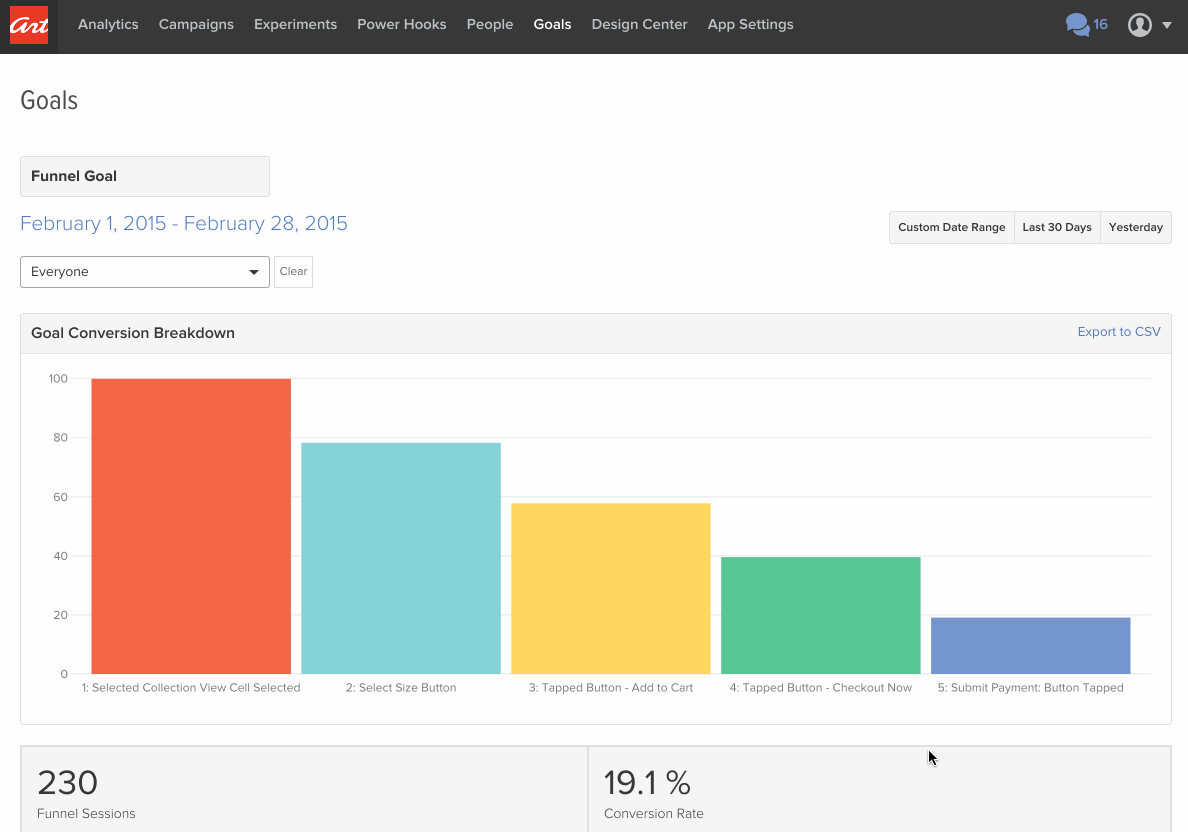 Art
Analytics Campaigns Experiments Power Hooks People Goals Design Center App Settings 16
Goals
Funnel Goal
February 1, 2015 - February 28, 2015
Custom Date Range Last 30 Days Yesterday
Everyone Clear
Goal Conversion Breakdown Export to CSV
100
80
60
40
20
0
1: Selected Collection View Cell Selected 2: Select Size Button 3: Tapped Button - Add to Cart 4: Tapped Button - Checkout Now 5: Submit Payment: Button Tapped
230 19.1 %
Funnel Sessions Conversion Rate